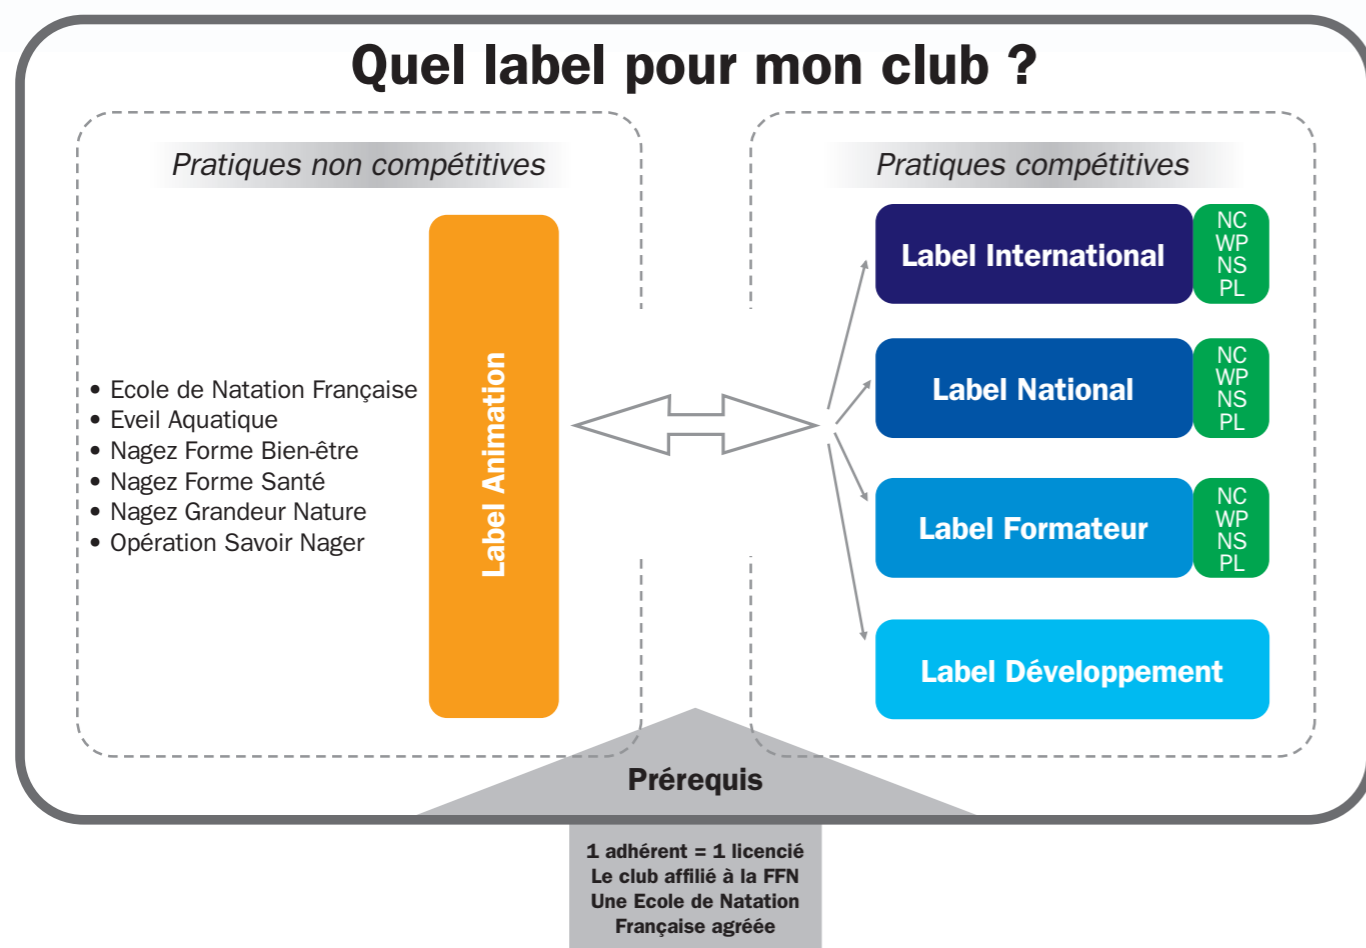 Quel label pour mon club ?
Pratiques non compétitives
• Ecole de Natation Française
• Eveil Aquatique
• Nagez Forme Bien-être
• Nagez Forme Santé
• Nagez Grandeur Nature
• Opération Savoir Nager
Label Animation
Pratiques compétitives
Label International
NC
WP
NS
PL
Label National
NC
WP
NS
PL
Label Formateur
NC
WP
NS
PL
Label Développement
Prérequis
1 adhérent = 1 licencié
Le club affilié à la FFN
Une Ecole de Natation
Française agréée